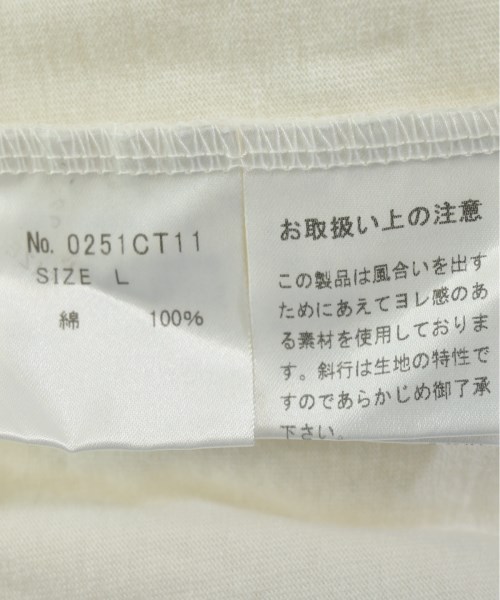 No. 0251CT11
SIZE L
綿 100%
お取扱い上の注意
この製品は風合いを出す
ためにあえてヨレ感のあ
る素材を使用しておりま
す。斜行は生地の特性で
すのであらかじめ御了承
下さい。